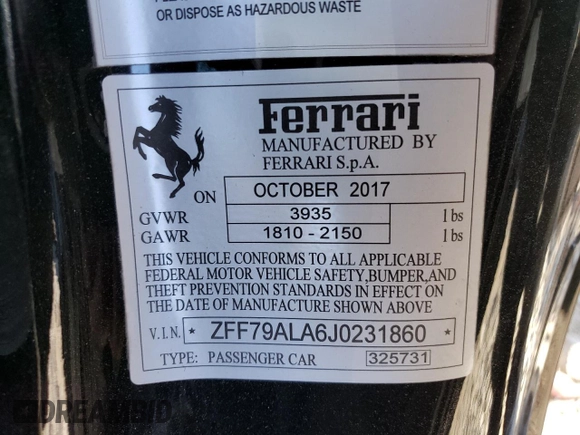 OR DISPOSE AS HAZARDOUS WASTE
Ferrari
MANUFACTURED BY
FERRARI S.p.A.
ON OCTOBER 2017
GVWR 3935 lbs
GAWR 1810 - 2150 lbs
THIS VEHICLE CONFORMS TO ALL APPLICABLE
FEDERAL MOTOR VEHICLE SAFETY,BUMPER,AND
THEFT PREVENTION STANDARDS IN EFFECT ON
THE DATE OF MANUFACTURE SHOWN ABOVE
V.I.N. * ZFF79ALA6J0231860 *
TYPE: PASSENGER CAR 325731
DREAMBID